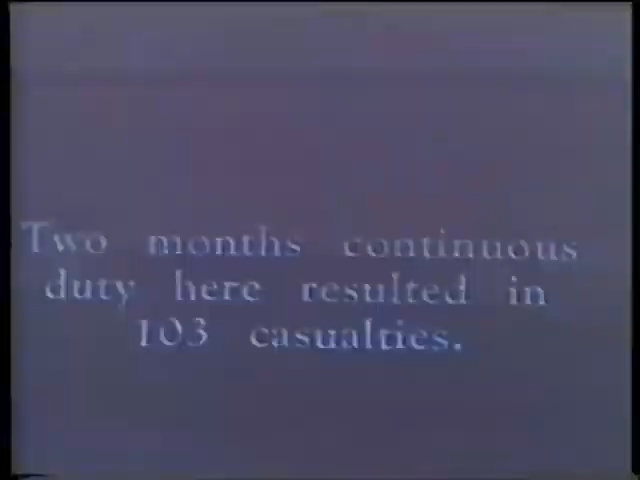 Two months continuous
duty here resulted in
103 casualties.